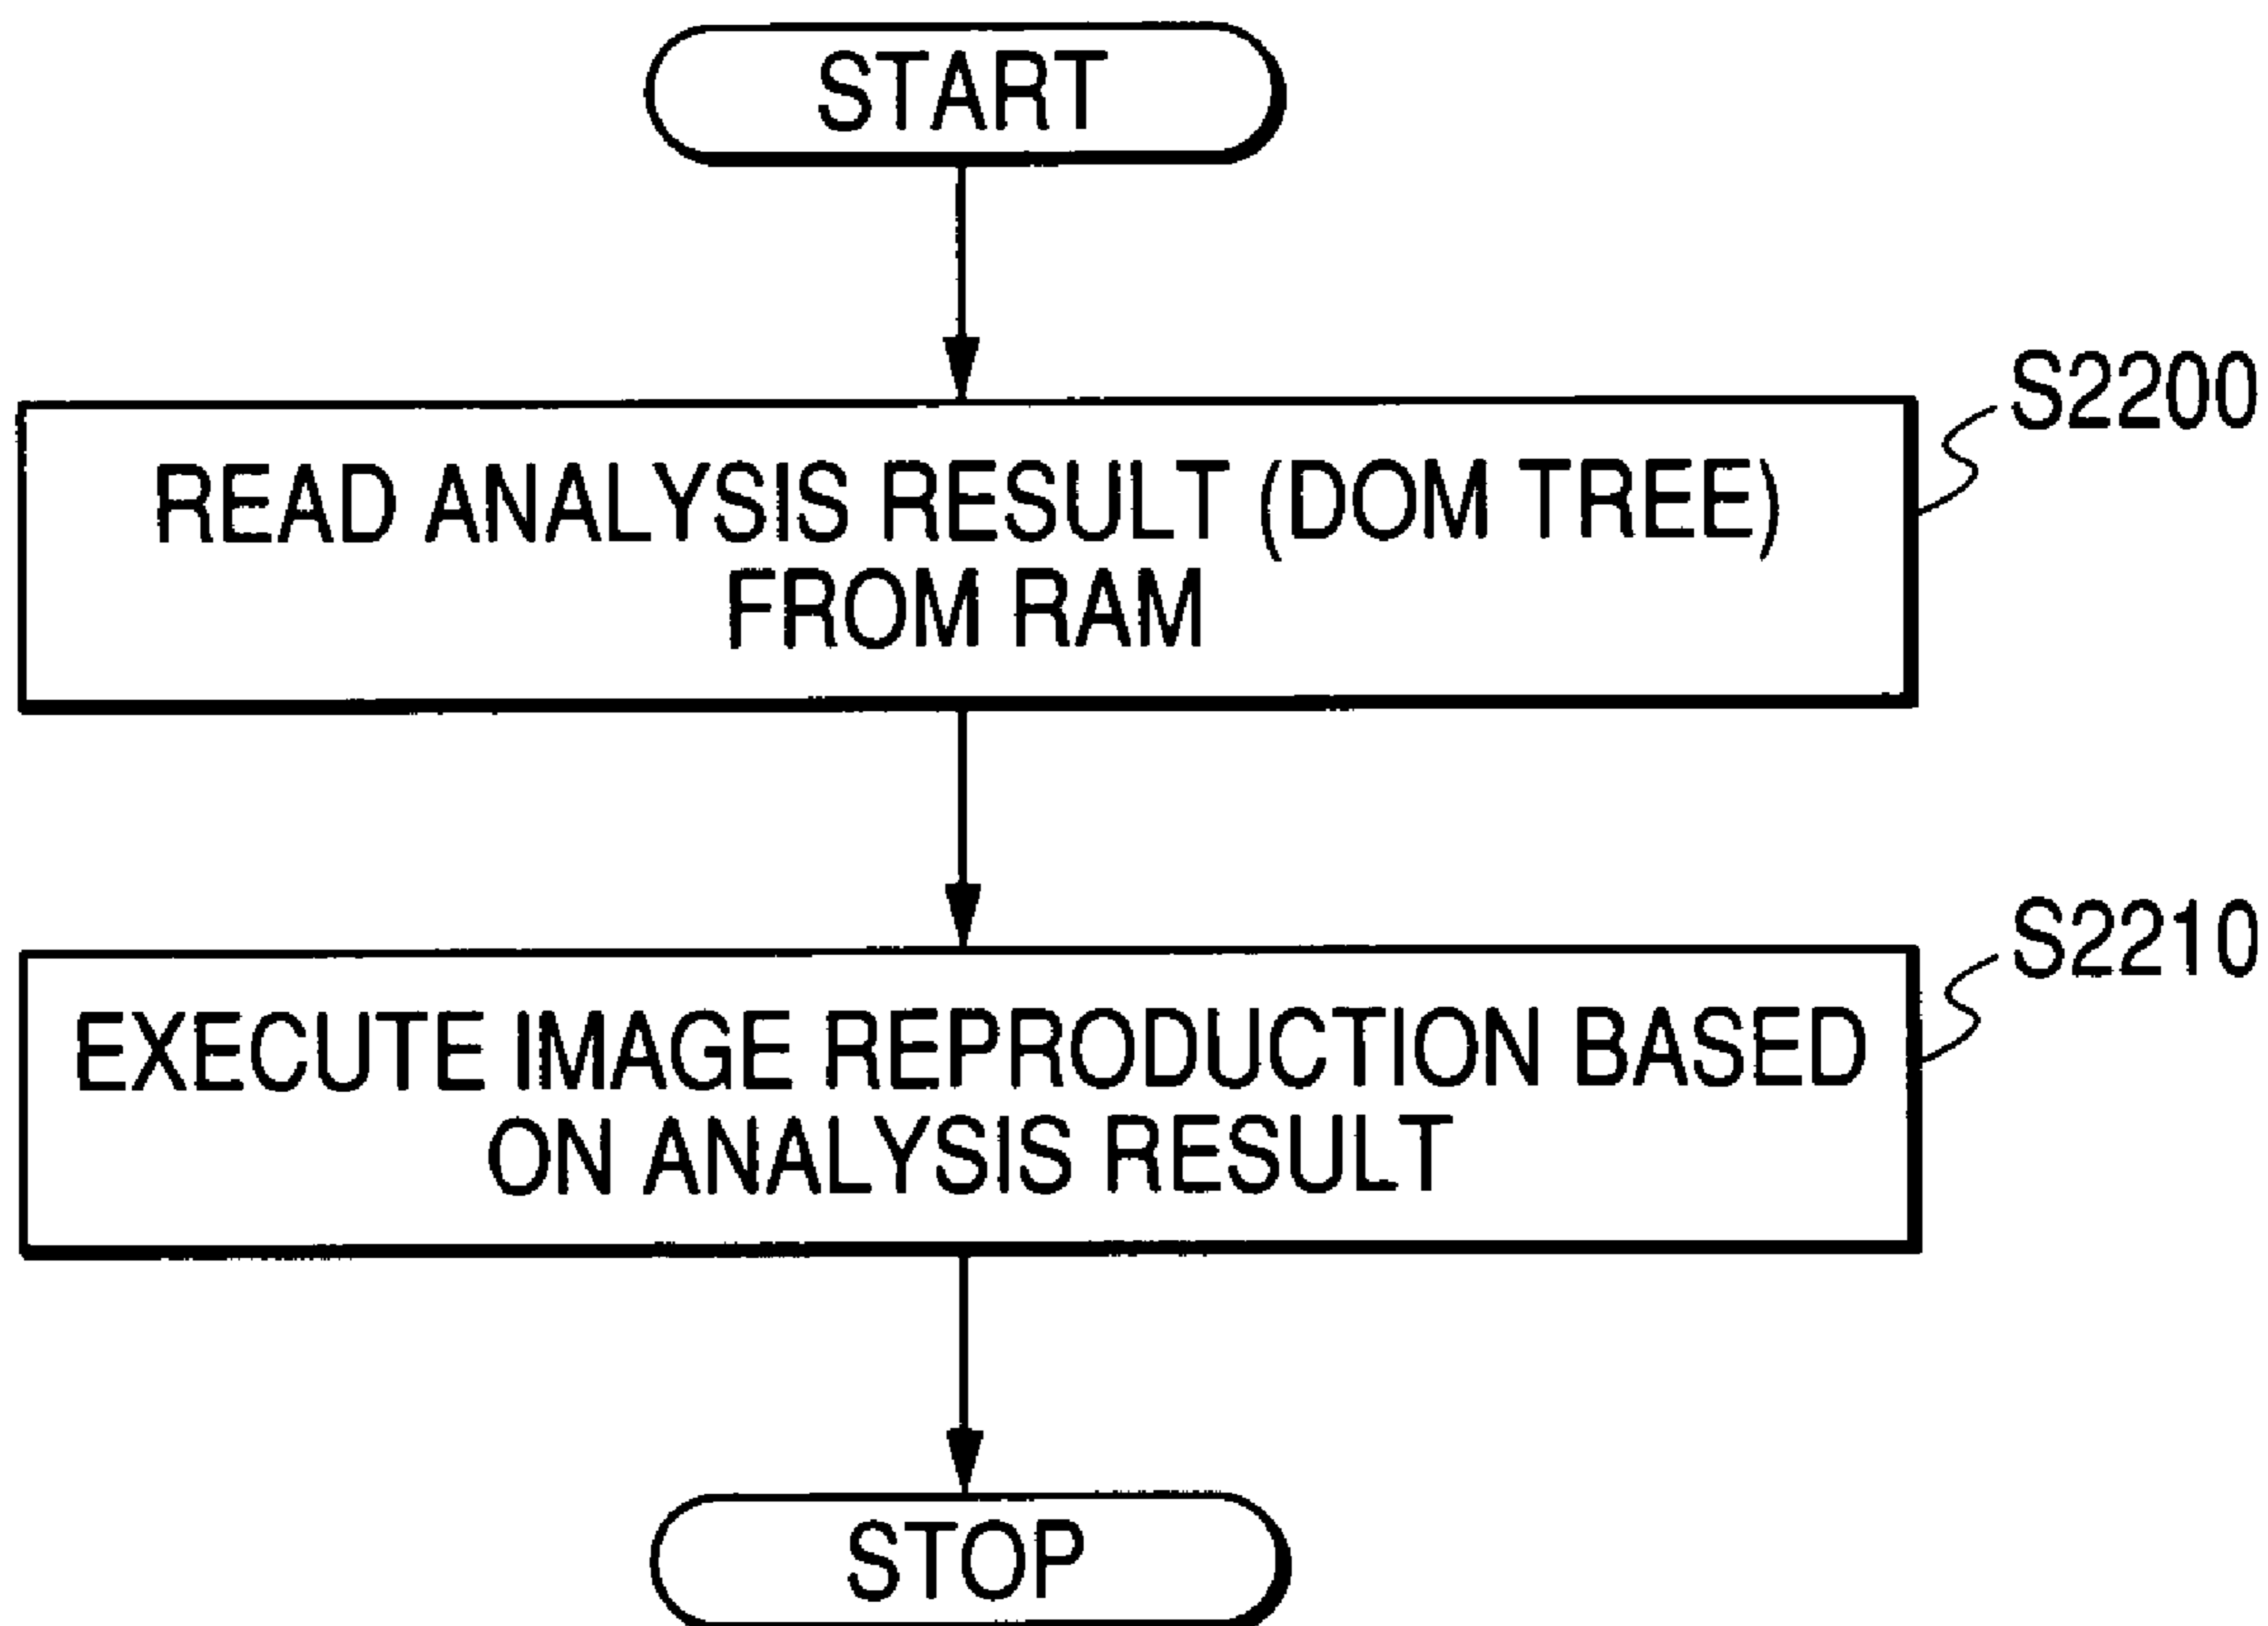 START
S2200
READ ANALYSIS RESULT (DOM TREE)
FROM RAM
S2210
EXECUTE IMAGE REPRODUCTION BASED
ON ANALYSIS RESULT
STOP